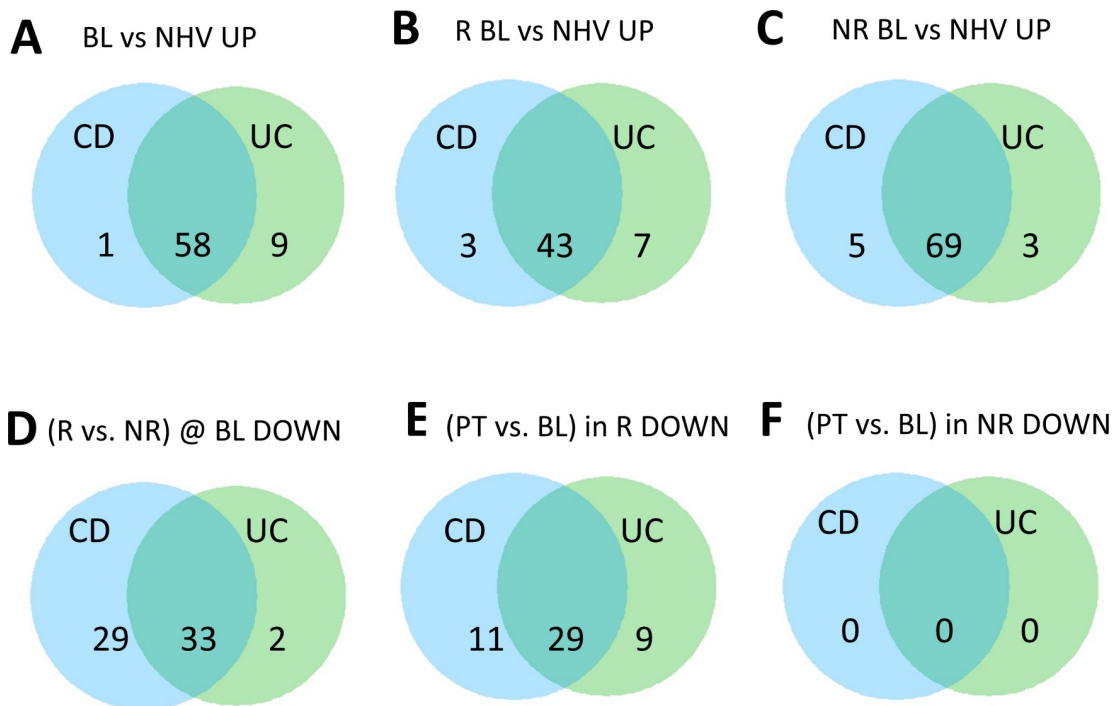 A BL vs NHV UP
CD UC
1 58 9
B R BL vs NHV UP
CD UC
3 43 7
C NR BL vs NHV UP
CD UC
5 69 3
D (R vs. NR) @ BL DOWN
CD UC
29 33 2
E (PT vs. BL) in R DOWN
CD UC
11 29 9
F (PT vs. BL) in NR DOWN
CD UC
0 0 0